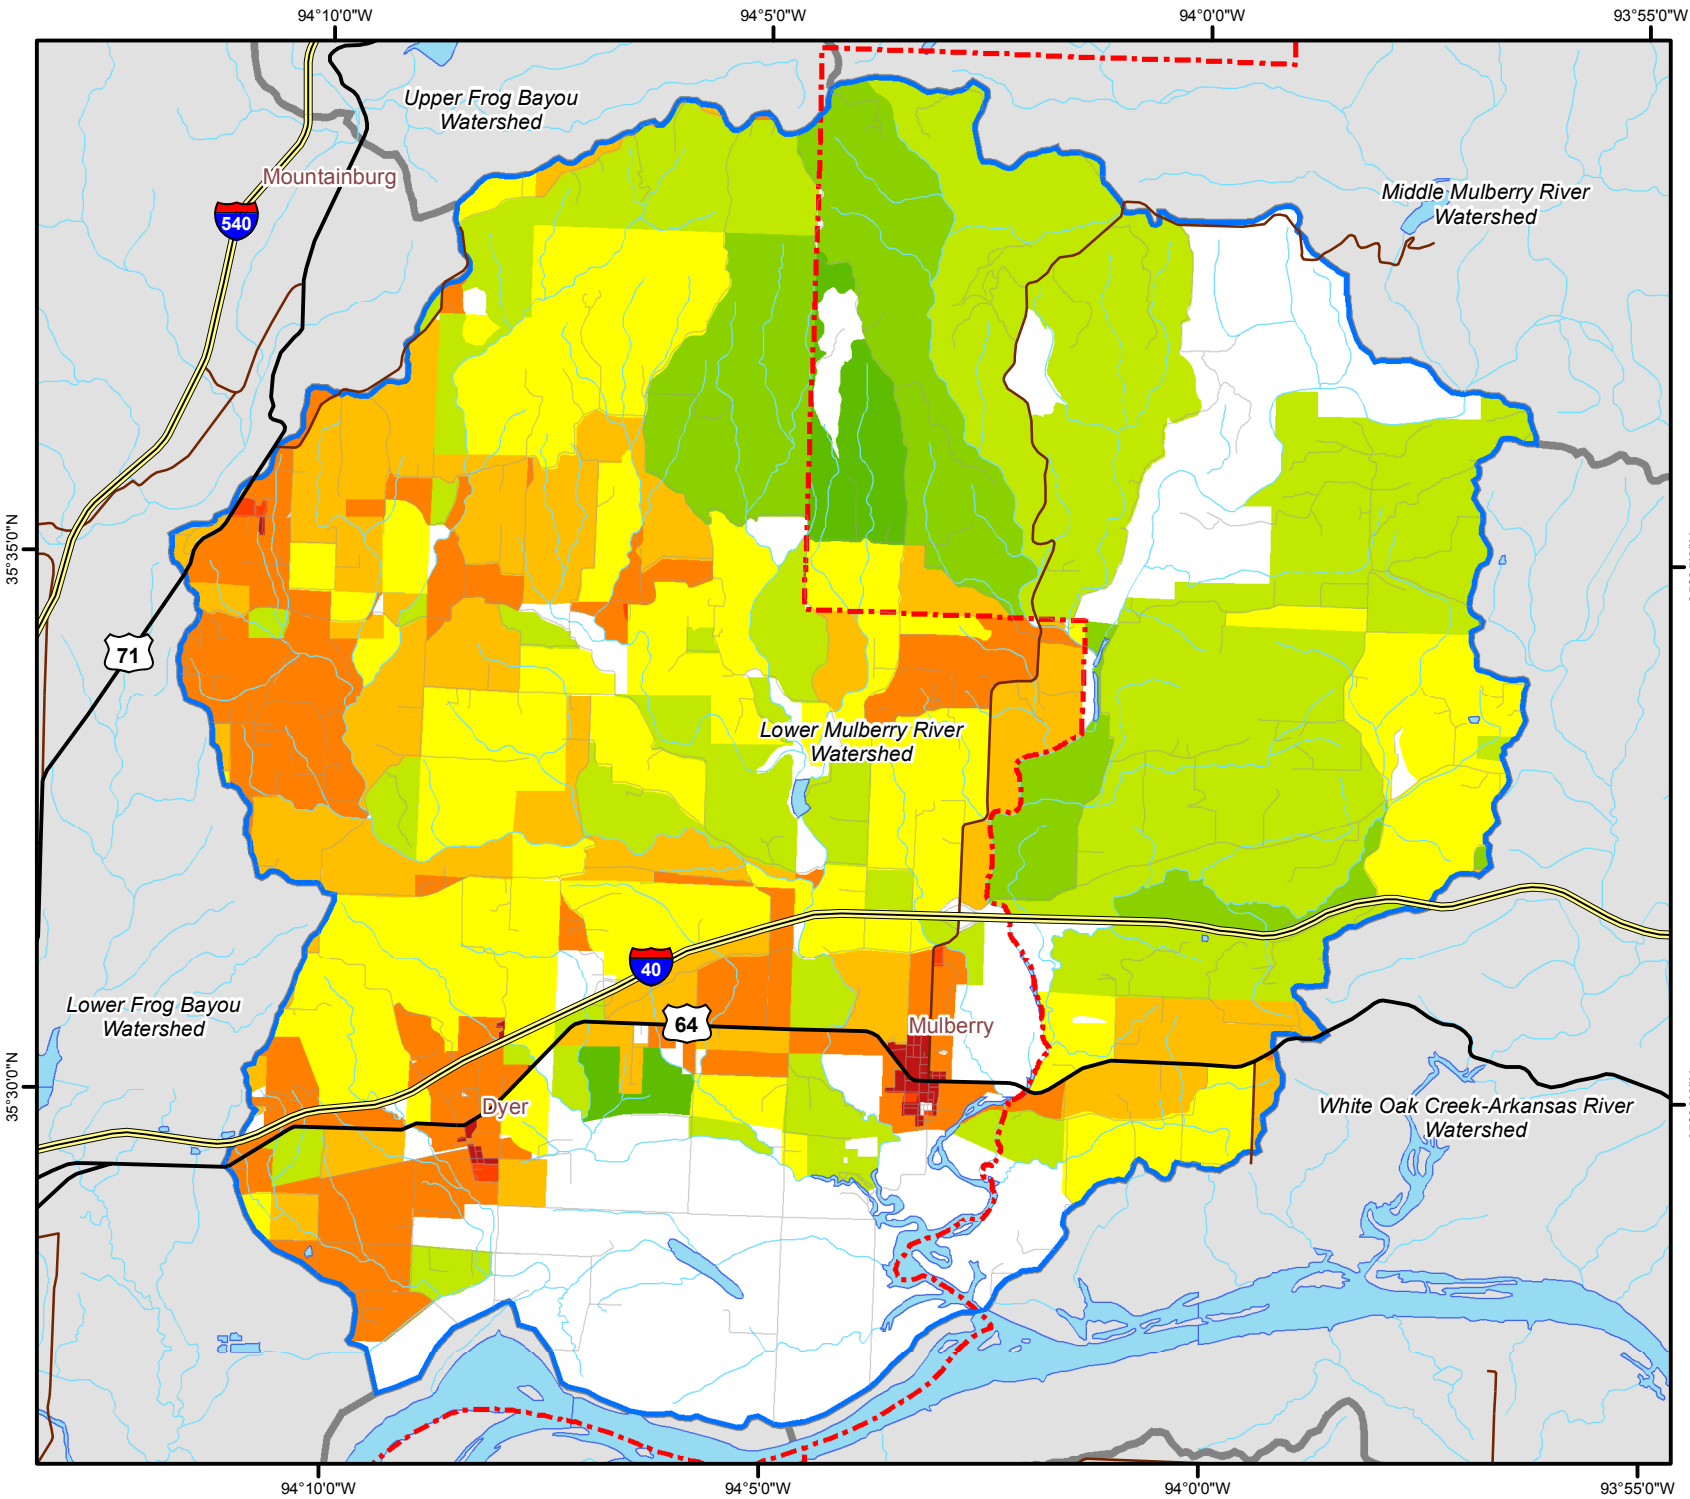 94°10'0"W
94°5'0"W
94°0'0"W
93°55'0"W
Upper Frog Bayou
Watershed
Mountainburg
Middle Mulberry River
Watershed
540
35°35'0"N
71
Lower Mulberry River
Watershed
40
Lower Frog Bayou
Watershed
64
Mulberry
35°30'0"N
Dyer
White Oak Creek-Arkansas River
Watershed
94°10'0"W
94°5'0"W
94°0'0"W
93°55'0"W